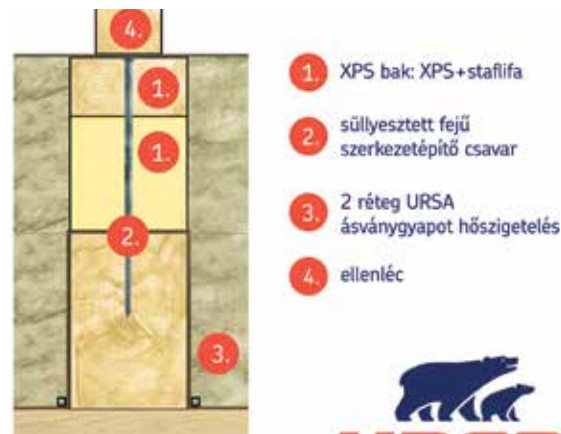 4.
1.
1.
2.
3.
1. XPS bak: XPS+staflifa
2. süllyesztett fejű
szerkezetépítő csavar
3. 2 réteg URSA
ásványgyapot hőszigetelés
4. ellenléc